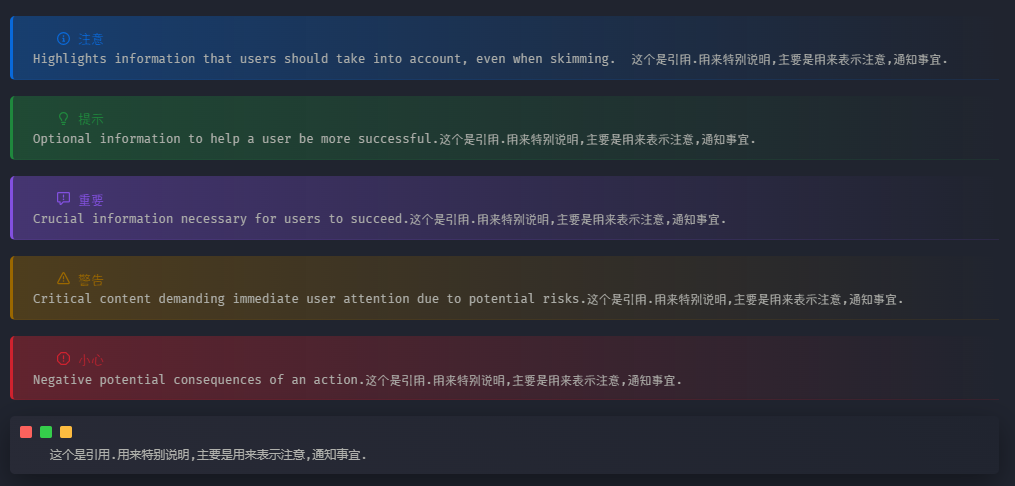 注意
Highlights information that users should take into account, even when skimming. 这个是引用.用来特别说明,主要是用来表示注意,通知事宜.
提示
Optional information to help a user be more successful.这个是引用.用来特别说明,主要是用来表示注意,通知事宜.
重要
Crucial information necessary for users to succeed.这个是引用.用来特别说明,主要是用来表示注意,通知事宜.
警告
Critical content demanding immediate user attention due to potential risks.这个是引用.用来特别说明,主要是用来表示注意,通知事宜.
小心
Negative potential consequences of an action.这个是引用.用来特别说明,主要是用来表示注意,通知事宜.
这个是引用.用来特别说明,主要是用来表示注意,通知事宜.